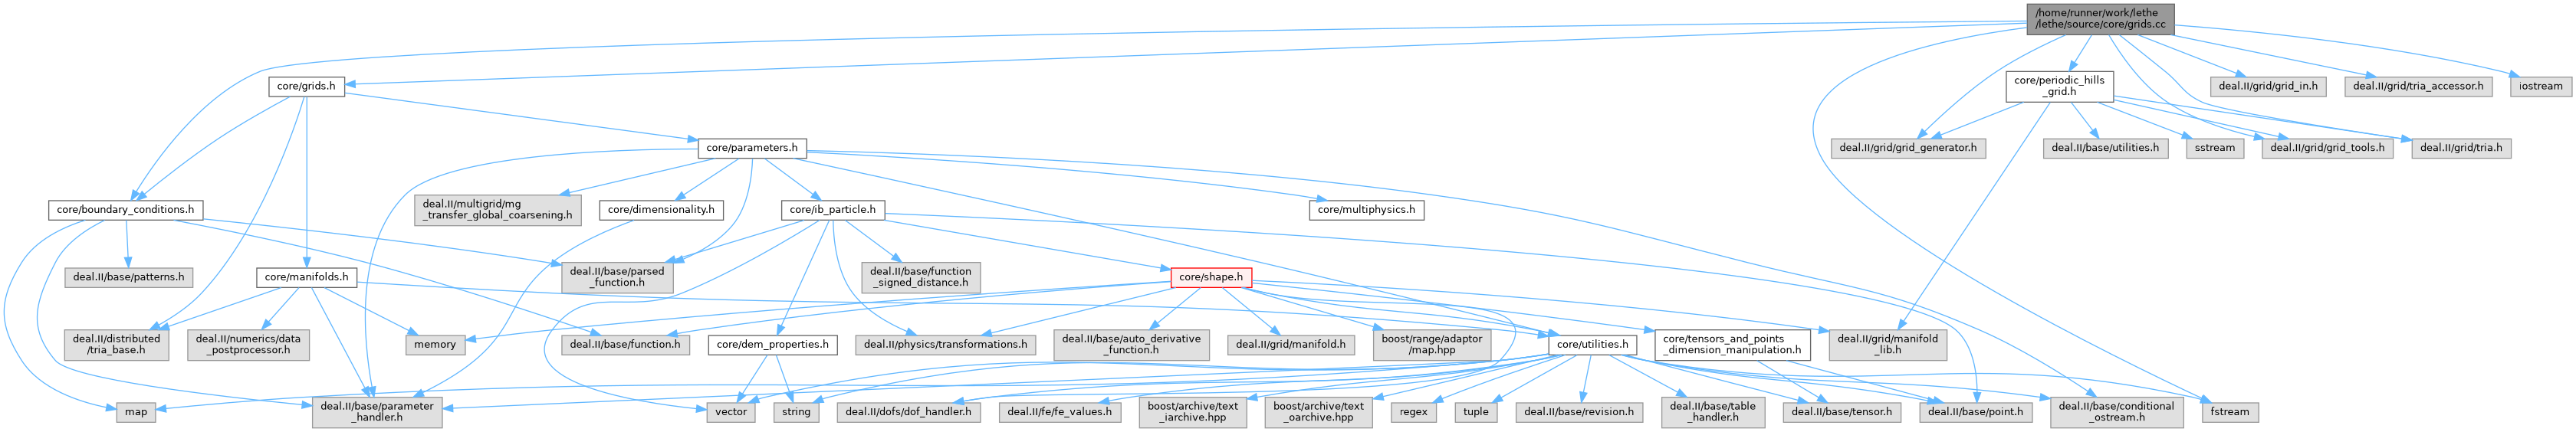 /home/runner/work/lethe
/lethe/source/core/grids.cc
core/grids.h
core/periodic_hills
_grid.h
deal.II/grid/grid_in.h
deal.II/grid/tria_accessor.h
iostream
core/parameters.h
deal.II/grid/grid_generator.h
deal.II/base/utilities.h
sstream
deal.II/grid/grid_tools.h
deal.II/grid/tria.h
core/boundary_conditions.h
deal.II/multigrid/mg
_transfer_global_coarsening.h
core/dimensionality.h
core/ib_particle.h
core/multiphysics.h
deal.II/base/patterns.h
core/manifolds.h
deal.II/base/parsed
_function.h
deal.II/base/function
_signed_distance.h
core/shape.h
deal.II/distributed
/tria_base.h
deal.II/numerics/data
_postprocessor.h
memory
deal.II/base/function.h
core/dem_properties.h
deal.II/physics/transformations.h
deal.II/base/auto_derivative
_function.h
deal.II/grid/manifold.h
boost/range/adaptor
/map.hpp
core/utilities.h
core/tensors_and_points
_dimension_manipulation.h
deal.II/grid/manifold
_lib.h
map
deal.II/base/parameter
_handler.h
vector
string
deal.II/dofs/dof_handler.h
deal.II/fe/fe_values.h
boost/archive/text
_iarchive.hpp
boost/archive/text
_oarchive.hpp
regex
tuple
deal.II/base/revision.h
deal.II/base/table
_handler.h
deal.II/base/tensor.h
deal.II/base/point.h
deal.II/base/conditional
_ostream.h
fstream